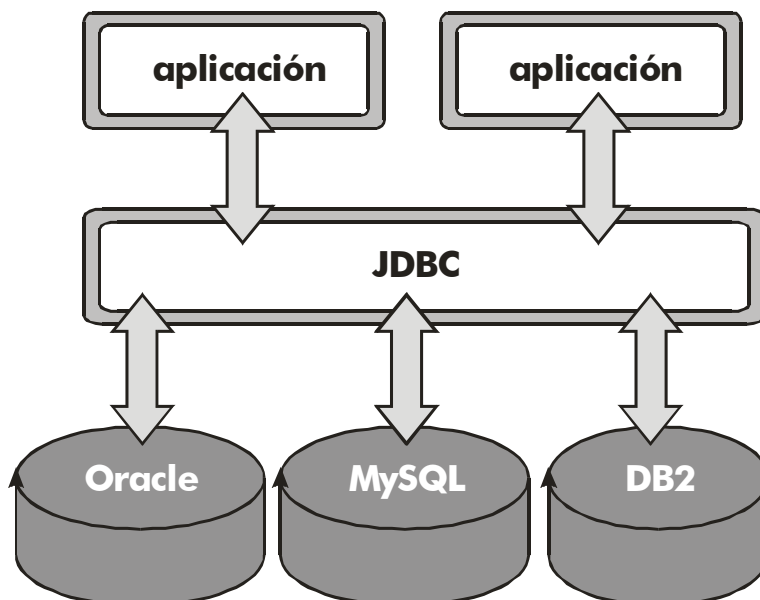 aplicación
aplicación
JDBC
Oracle
MySQL
DB2